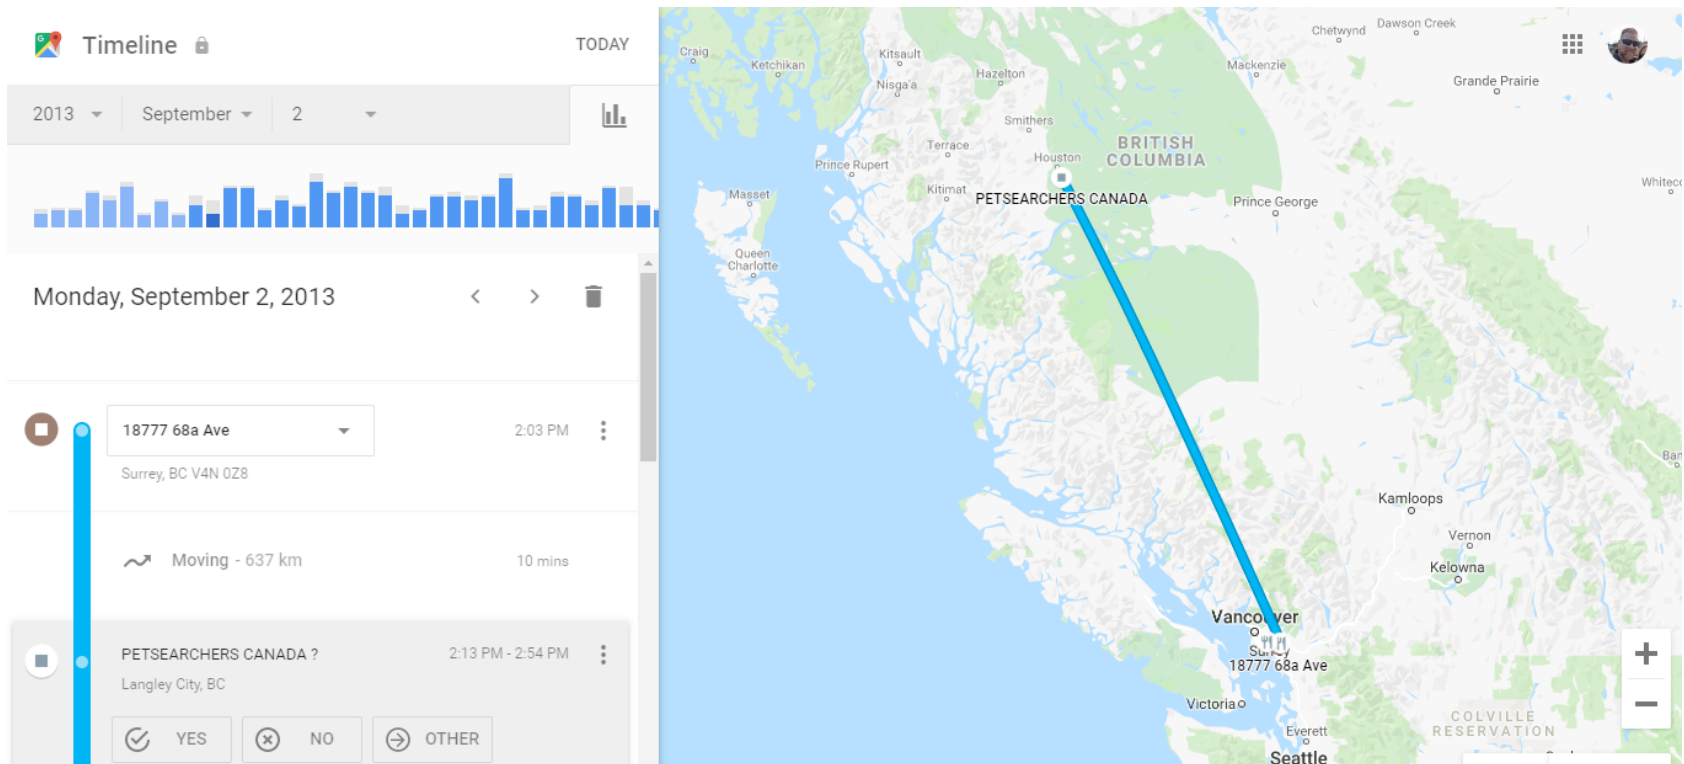 Timeline
TODAY
2013
September
2
Monday, September 2, 2013
18777 68a Ave
2:03 PM
Surrey, BC V4N 0Z8
Moving - 637 km
10 mins
PETSEARCHERS CANADA ?
2:13 PM - 2:54 PM
Langley City, BC
YES
NO
OTHER
Craig
Ketchikan
Kitsault
Nisga'a
Hazelton
Smithers
Terrace
Prince Rupert
Houston
Kitimat
Masset
Queen
Charlotte
BRITISH
COLUMBIA
PETSEARCHERS CANADA
Chetwynd
Dawson Creek
Mackenzie
Grande Prairie
Prince George
Whitec
Ban
Kamloops
Vernon
Kelowna
Vancouver
Surrey
18777 68a Ave
Victoria
Everett
Seattle
COLVILLE
RESERVATION